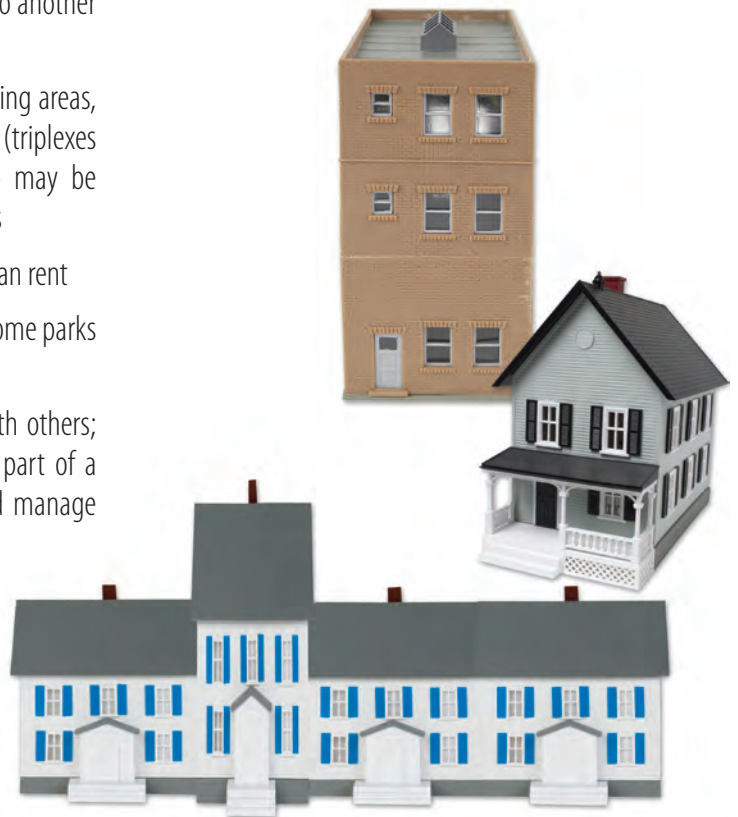 o another
ing areas,
(triplexes
may be
s
an rent
ome parks
th others;
part of a
d manage